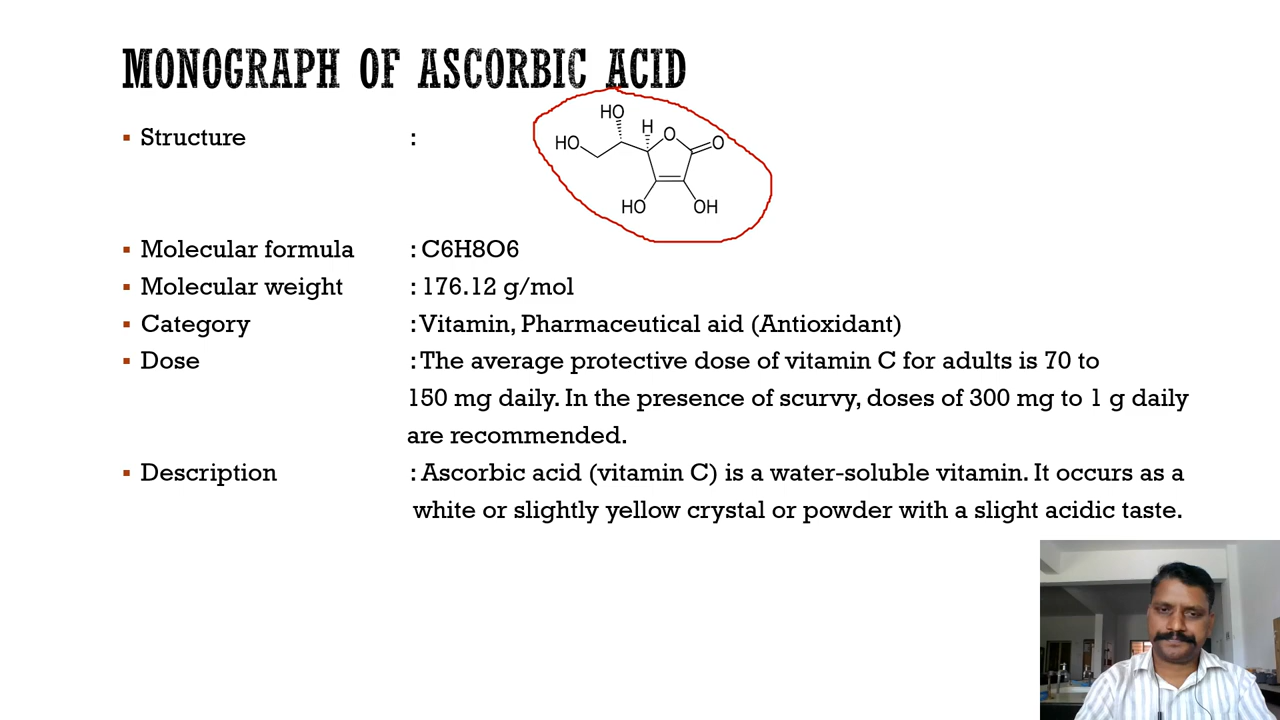 MONOGRAPH OF ASCORBIC ACID
▪ Structure :
HO
HO
H
O
O
HO
OH
▪ Molecular formula : C6H8O6
▪ Molecular weight : 176.12 g/mol
▪ Category : Vitamin, Pharmaceutical aid (Antioxidant)
▪ Dose : The average protective dose of vitamin C for adults is 70 to
150 mg daily. In the presence of scurvy, doses of 300 mg to 1 g daily
are recommended.
▪ Description : Ascorbic acid (vitamin C) is a water-soluble vitamin. It occurs as a
white or slightly yellow crystal or powder with a slight acidic taste.